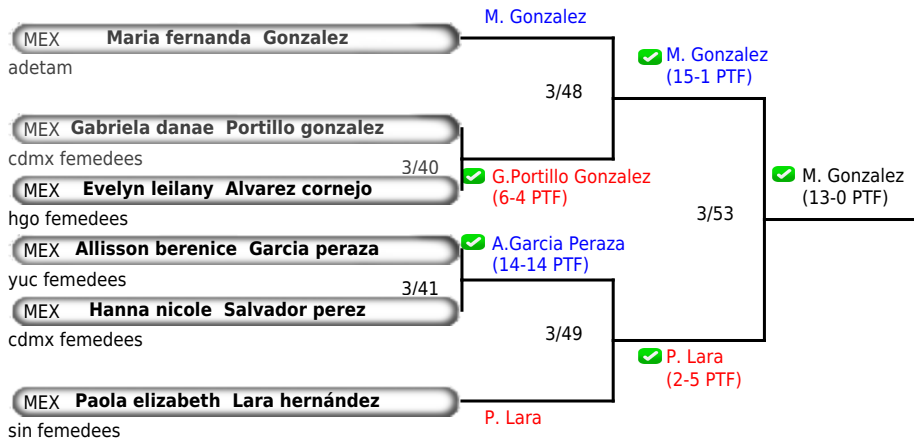 M. Gonzalez
MEX Maria fernanda Gonzalez
adetam
M. Gonzalez
(15-1 PTF)
3/48
MEX Gabriela danae Portillo gonzalez
cdmx femedees
3/40
G.Portillo Gonzalez
(6-4 PTF)
MEX Evelyn leilany Alvarez cornejo
hgo femedees
M. Gonzalez
(13-0 PTF)
3/53
MEX Allisson berenice Garcia peraza
yuc femedees
A.Garcia Peraza
(14-14 PTF)
3/41
MEX Hanna nicole Salvador perez
cdmx femedees
3/49
P. Lara
(2-5 PTF)
MEX Paola elizabeth Lara hernández
sin femedees
P. Lara